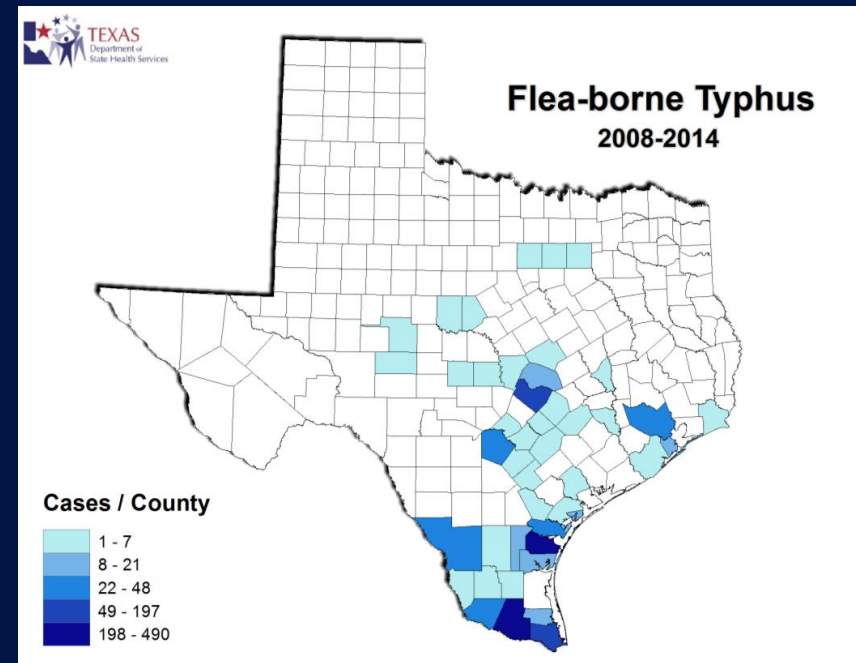 TEXAS
Department of
State Health Services
Flea-borne Typhus
2008-2014
Cases / County
1 - 7
8 - 21
22 - 48
49 - 197
198 - 490